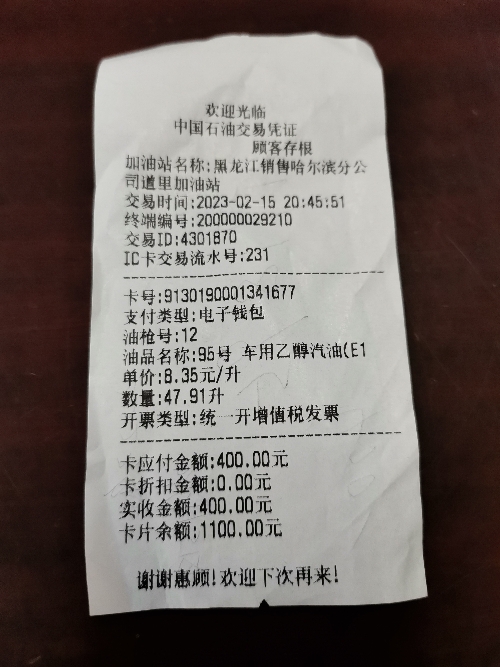 欢迎光临
中国石油交易凭证
顾客存根
加油站名称:黑龙江销售哈尔滨分公
司道里加油站
交易时间:2023-02-15 20:45:51
终端编号:200000029210
交易ID:4301870
IC卡交易流水号:231
卡号:9130190001341677
支付类型:电子钱包
油枪号:12
油品名称:95号 车用乙醇汽油(E1
单价:8.35元/升
数量:47.91升
开票类型:统一开增值税发票
卡应付金额:400.00元
卡折扣金额:0.00元
实收金额:400.00元
卡片余额:1100.00元
谢谢惠顾!欢迎下次再来!